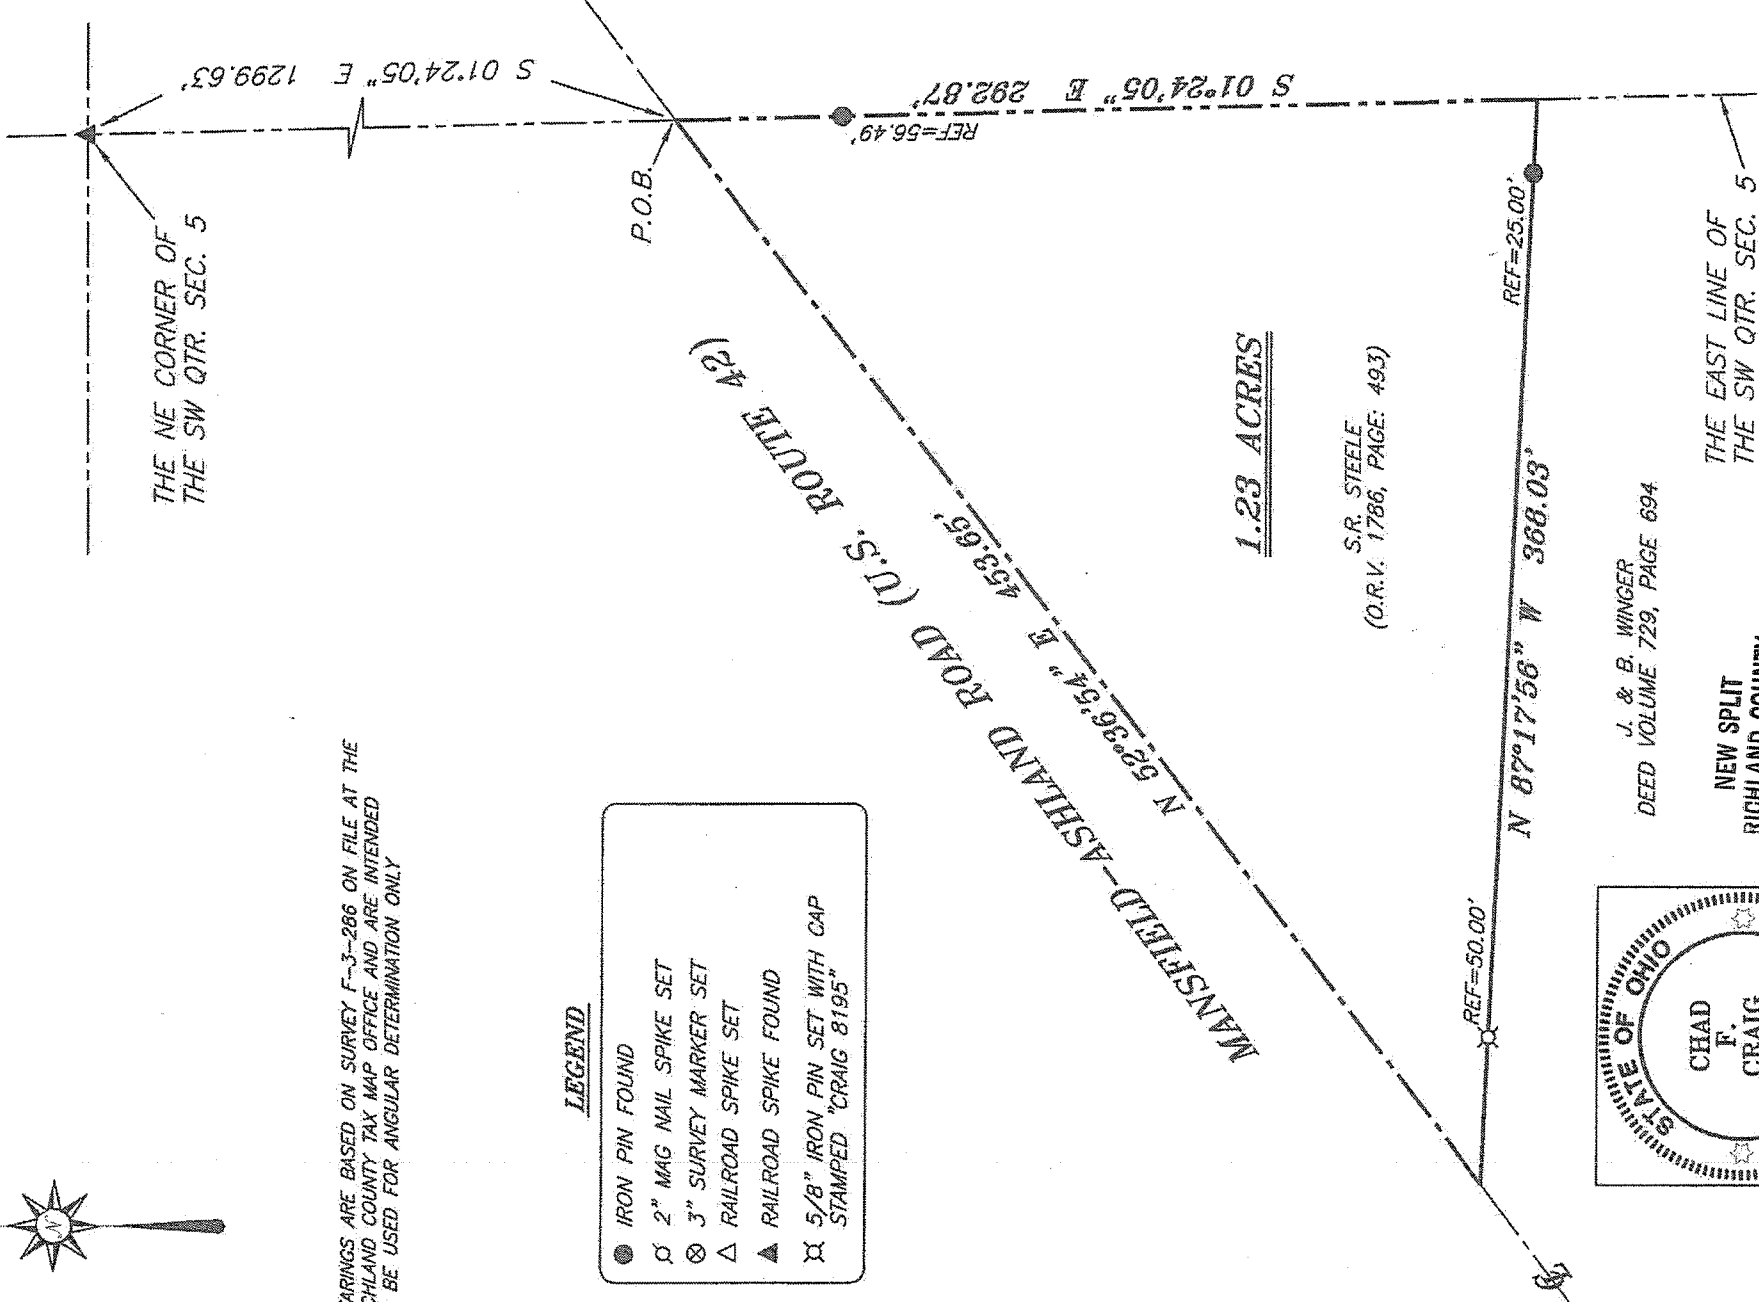 S 01°24'05" E 1299.63'
THE NE CORNER OF
THE SW QTR. SEC. 5
P.O.B.
S 01°24'05" E 292.87'
REF=56.49'
MANSFIELD-ASHLAND ROAD (U.S. ROUTE 42)
N 52°36'54" E 453.65'
1.23 ACRES
S.R. STEELE
(O.R.V. 1786, PAGE: 493)
REF=25.00'
N 87°17'56" W 368.03'
REF=50.00'
J. & B. WINGER
DEED VOLUME 729, PAGE 694
THE EAST LINE OF
THE SW QTR. SEC. 5
NEW SPLIT
RICHLAND COUNTY
N
ARINGS ARE BASED ON SURVEY F-3-286 ON FILE AT THE
CHLAND COUNTY TAX MAP OFFICE AND ARE INTENDED
BE USED FOR ANGULAR DETERMINATION ONLY
LEGEND
IRON PIN FOUND
2" MAG NAIL SPIKE SET
3" SURVEY MARKER SET
RAILROAD SPIKE SET
RAILROAD SPIKE FOUND
5/8" IRON PIN SET WITH CAP
STAMPED "CRAIG 8195"
STATE OF OHIO
CHAD
F.
CRAIG